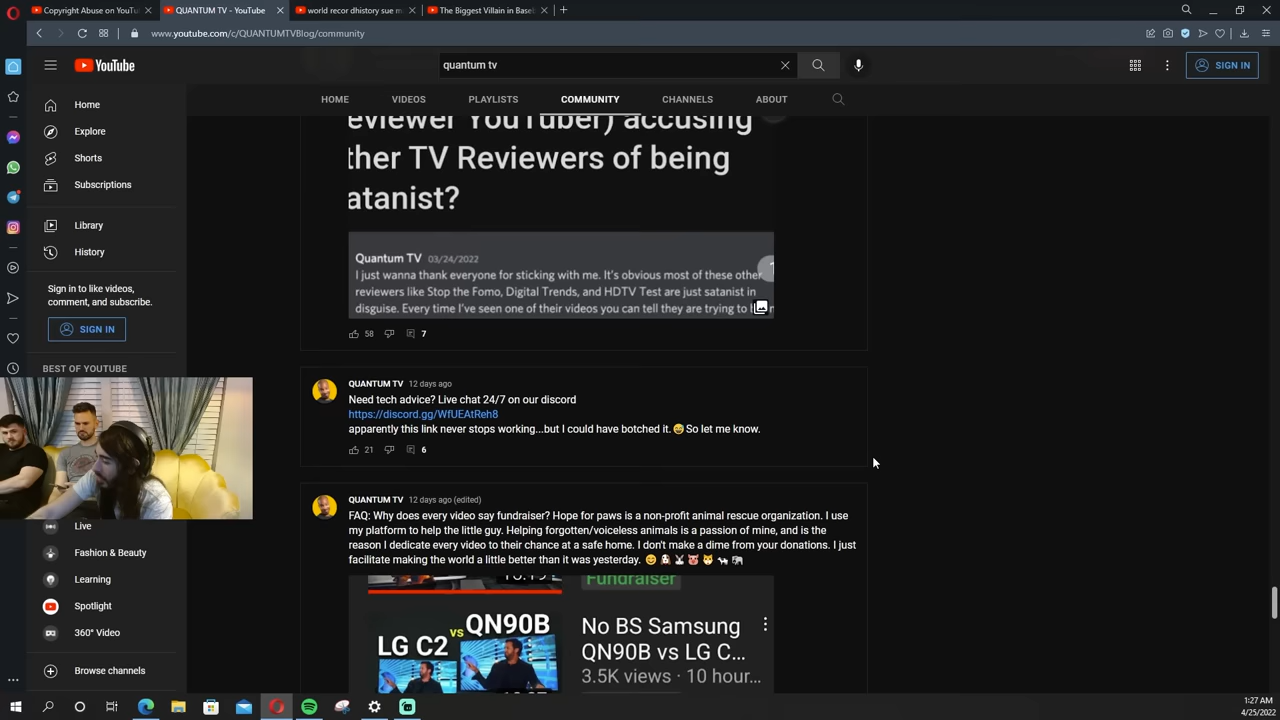 Copyright Abuse on YouTu
QUANTUM TV - YouTube
world recor dhistory sue m
The Biggest Villain in Baseb
www.youtube.com/c/QUANTUMTVBlog/community
YouTube
quantum tv
SIGN IN
HOME
VIDEOS
PLAYLISTS
COMMUNITY
CHANNELS
ABOUT
Home
Explore
Shorts
Subscriptions
Library
History
Sign in to like videos,
comment, and subscribe.
SIGN IN
BEST OF YOUTUBE
Live
Fashion & Beauty
Learning
Spotlight
360° Video
Browse channels
eviewer YouTuber) accusing
ther TV Reviewers of being
atanist?
Quantum TV 03/24/2022
I just wanna thank everyone for sticking with me. It's obvious most of these other
reviewers like Stop the Fomo, Digital Trends, and HDTV Test are just satanist in
disguise. Every time I've seen one of their videos you can tell they are trying to
58 7
QUANTUM TV 12 days ago
Need tech advice? Live chat 24/7 on our discord
https://discord.gg/WfUEAtReh8
apparently this link never stops working...but I could have botched it.😅So let me know.
21 6
QUANTUM TV 12 days ago (edited)
FAQ: Why does every video say fundraiser? Hope for paws is a non-profit animal rescue organization. I use
my platform to help the little guy. Helping forgotten/voiceless animals is a passion of mine, and is the
reason I dedicate every video to their chance at a safe home. I don't make a dime from your donations. I just
facilitate making the world a little better than it was yesterday.
Fundraiser
LG C2 vs QN90B
No BS Samsung
QN90B vs LG C...
3.5K views · 10 hour...
1:27 AM
4/25/2022